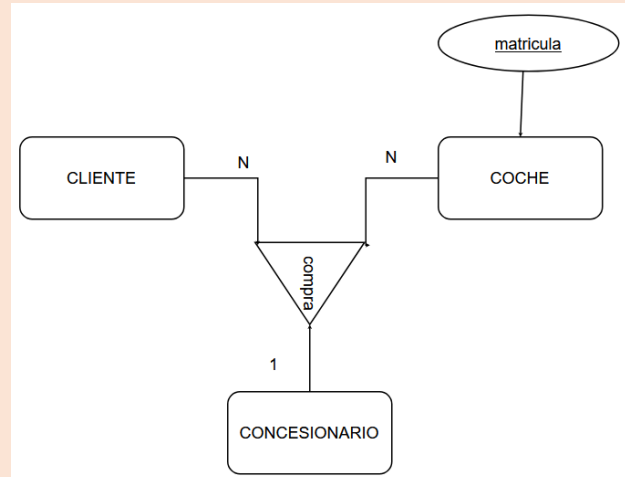 matricula
N
N
CLIENTE
COCHE
compra
1
CONCESIONARIO